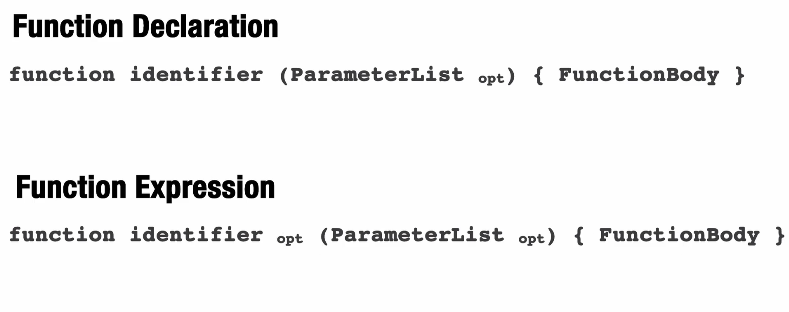 Function Declaration
function identifier (ParameterList opt) { FunctionBody }
Function Expression
function identifier opt (ParameterList opt) { FunctionBody }